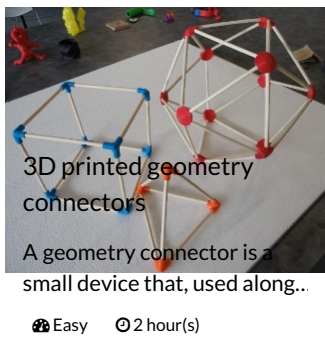 3D printed geometry
connectors
A geometry connector is a
small device that, used along...
Easy 2 hour(s)